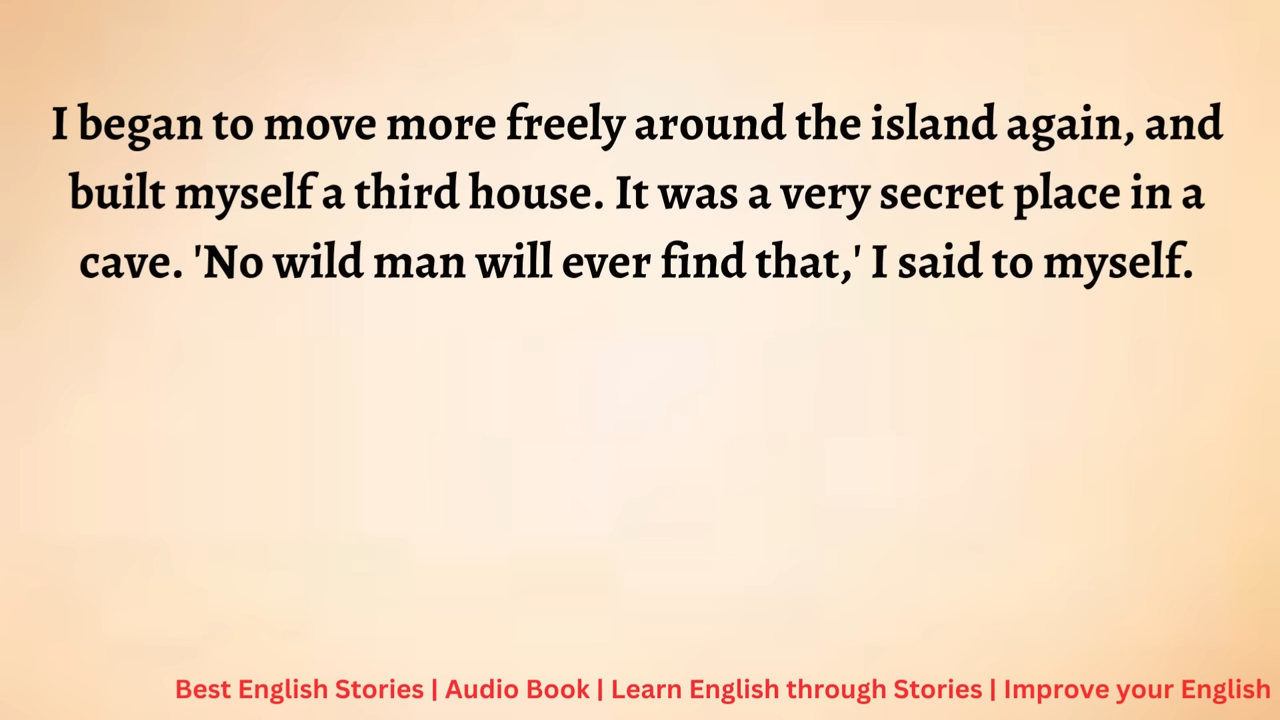 I began to move more freely around the island again, and
built myself a third house. It was a very secret place in a
cave. 'No wild man will ever find that,' I said to myself.
Best English Stories | Audio Book | Learn English through Stories | Improve your English